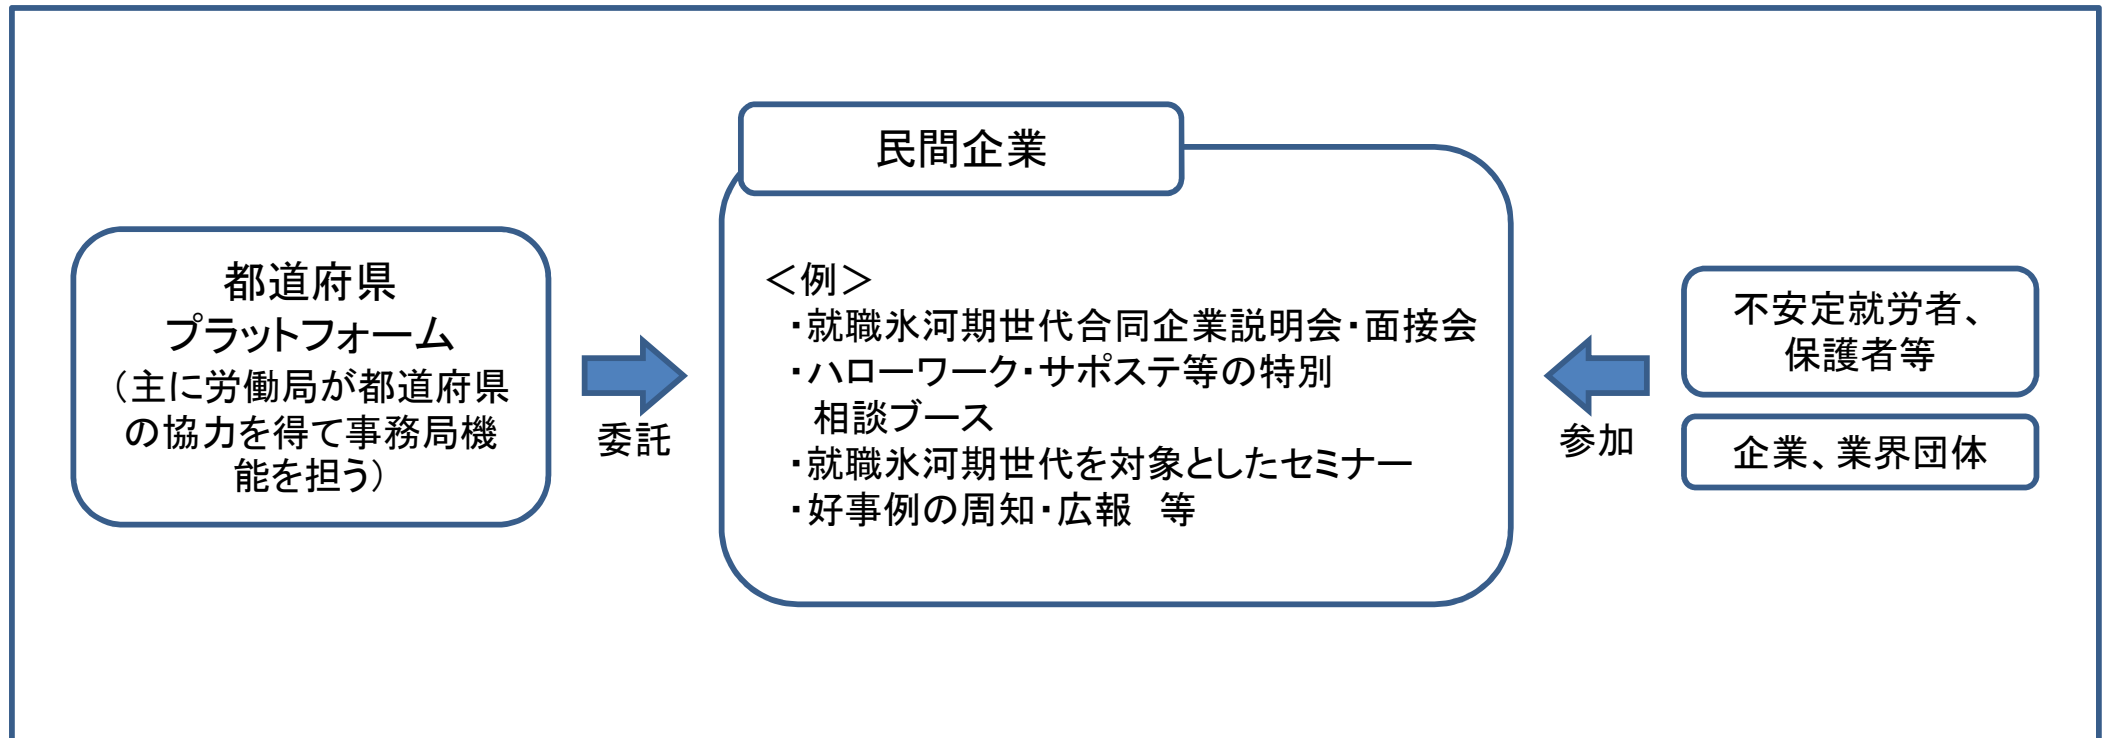 民間企業
都道府県
プラットフォーム
（主に労働局が都道府県
の協力を得て事務局機
能を担う）
委託
＜例＞
・就職氷河期世代合同企業説明会・面接会
・ハローワーク・サポステ等の特別
相談ブース
・就職氷河期世代を対象としたセミナー
・好事例の周知・広報　等
参加
不安定就労者、
保護者等
企業、業界団体